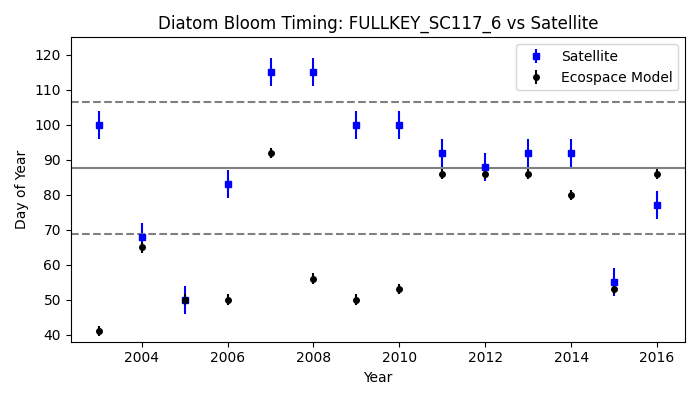 Diatom Bloom Timing: FULLKEY_SC117_6 vs Satellite
Satellite
Ecospace Model
120
110
100
90
80
70
60
50
40
Day of Year
2004 2006 2008 2010 2012 2014 2016
Year